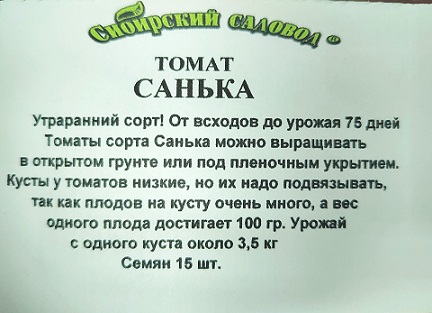 Сибирский садовод ®
ТОМАТ
САНЬКА
Утраранний сорт! От всходов до урожая 75 дней
Томаты сорта Санька можно выращивать
в открытом грунте или под пленочным укрытием.
Кусты у томатов низкие, но их надо подвязывать,
так как плодов на кусту очень много, а вес
одного плода достигает 100 гр. Урожай
с одного куста около 3,5 кг
Семян 15 шт.